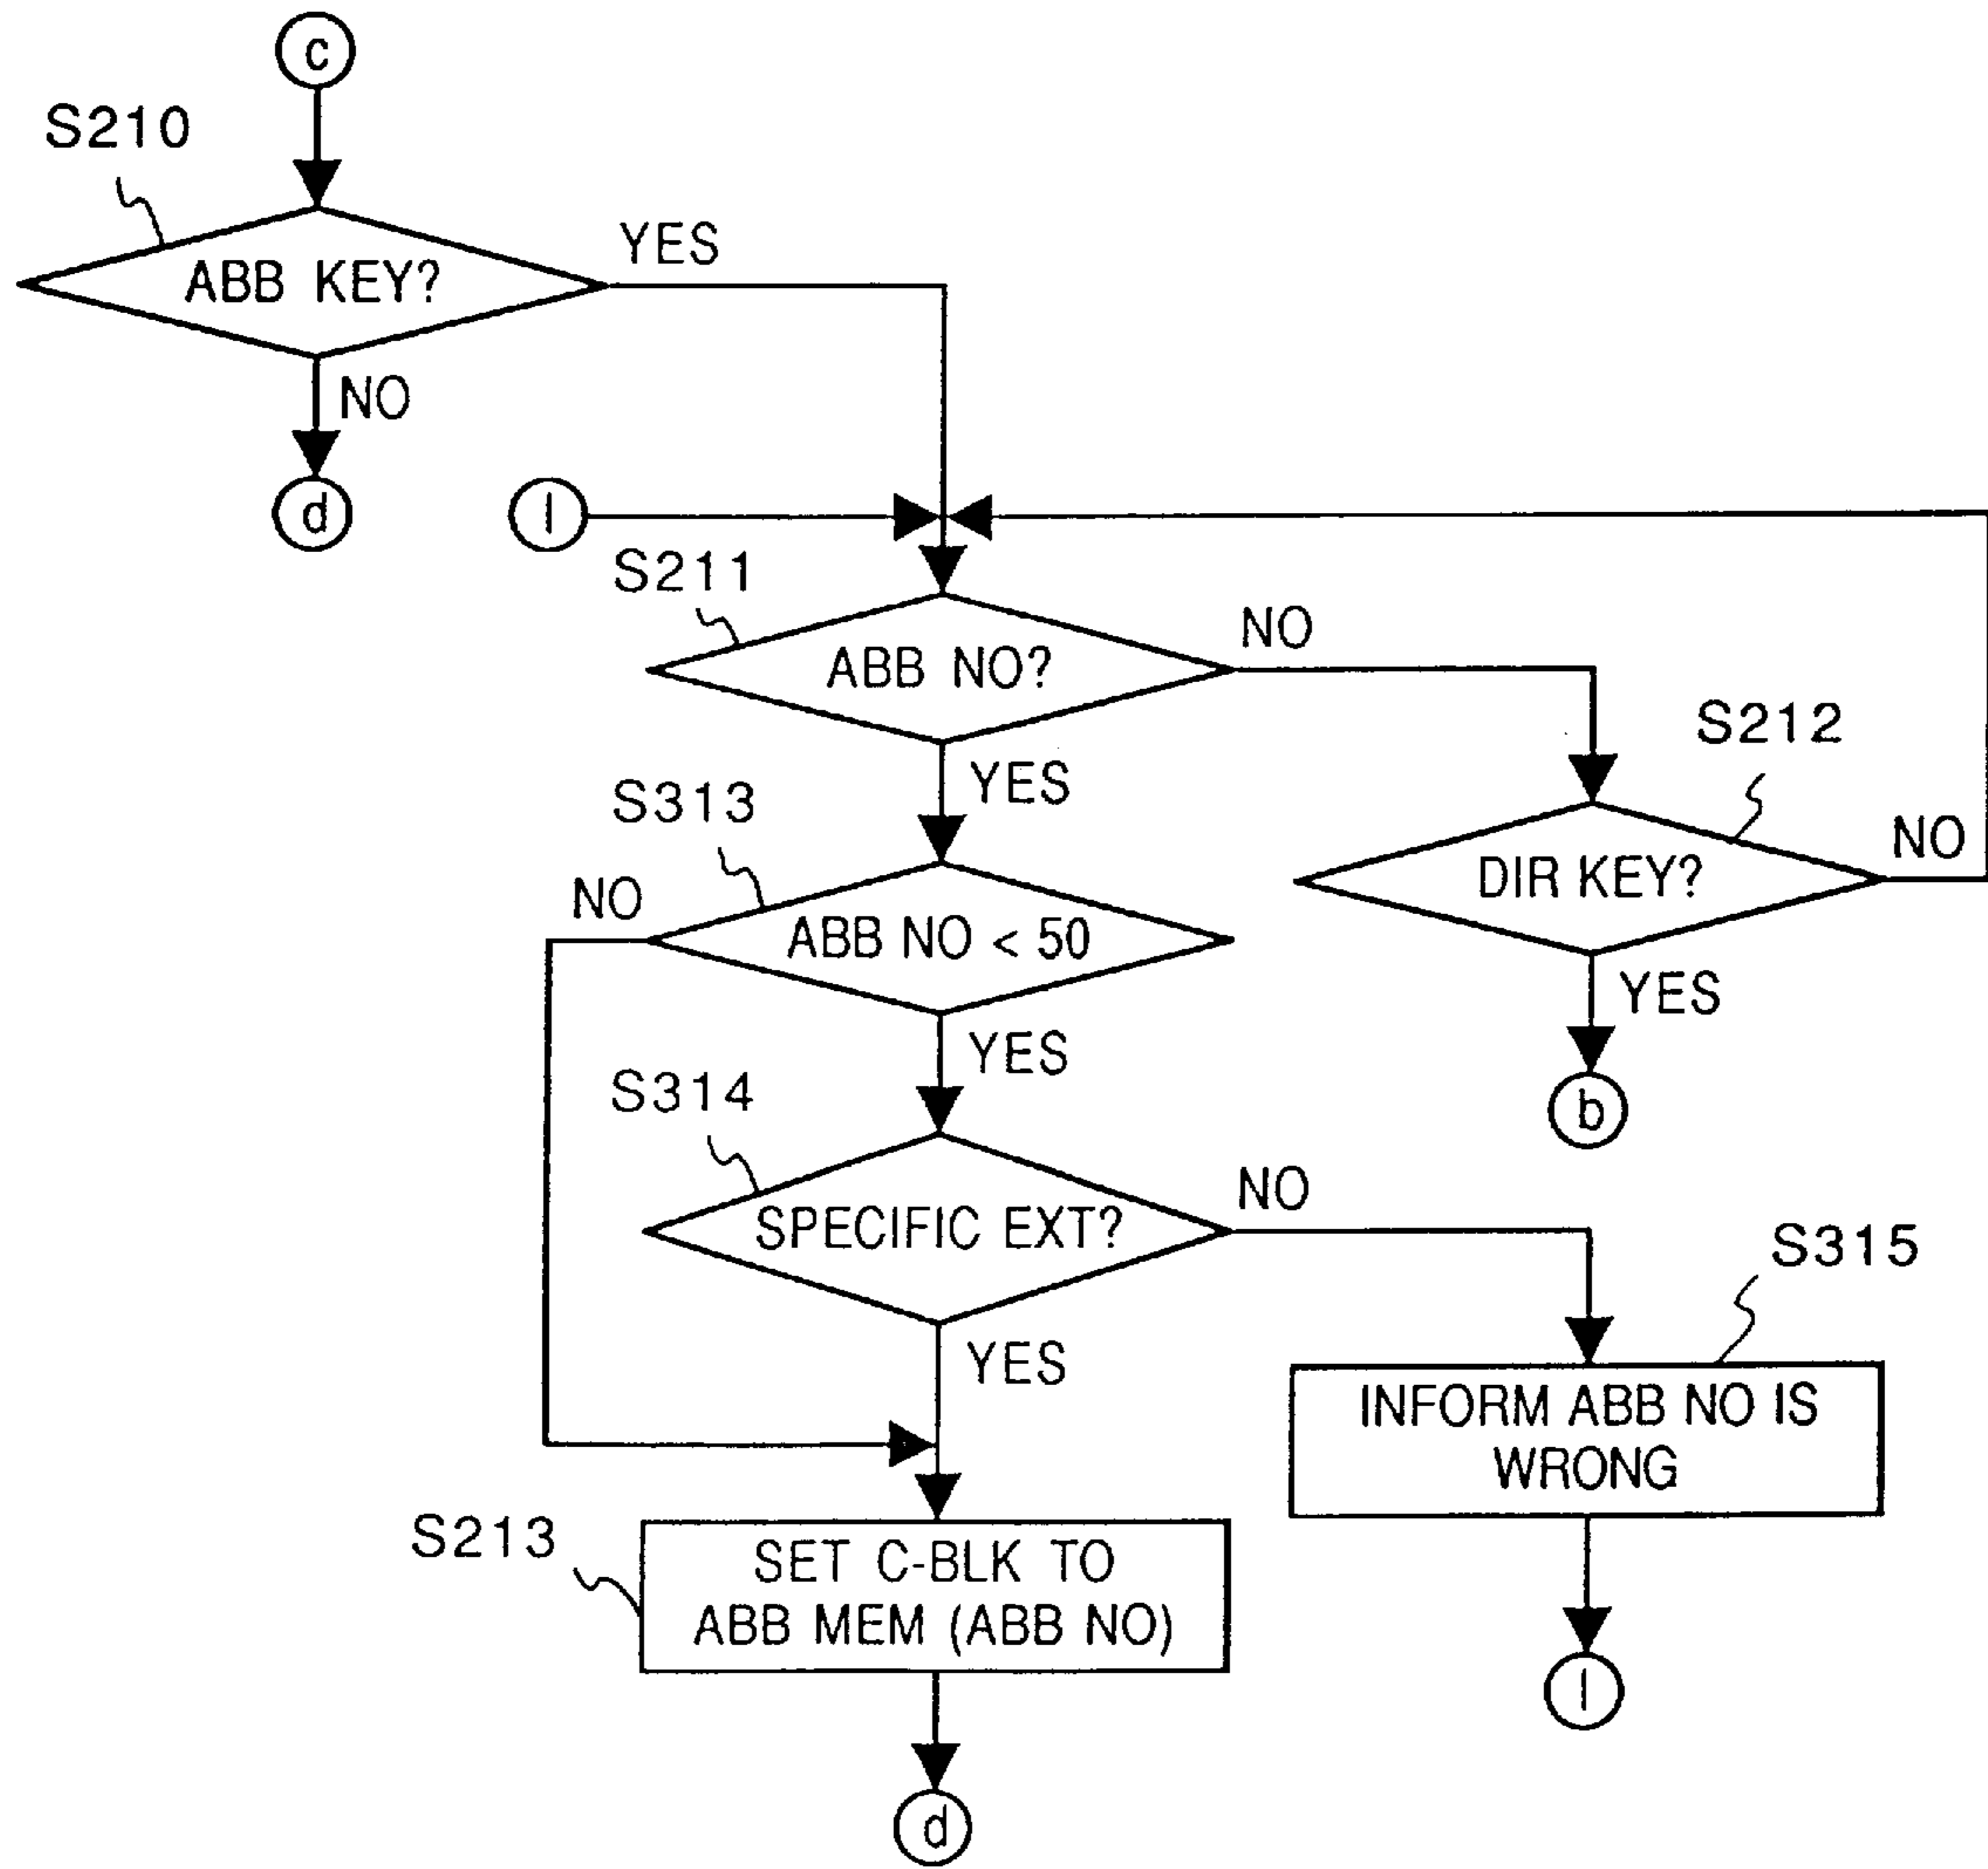 c
S210
ABB KEY?
YES
NO
d
l
S211
ABB NO?
NO
S212
YES
DIR KEY?
NO
S313
NO
ABB NO < 50
YES
YES
b
S314
SPECIFIC EXT?
NO
S315
YES
INFORM ABB NO IS
WRONG
S213
SET C-BLK TO
ABB MEM (ABB NO)
l
d